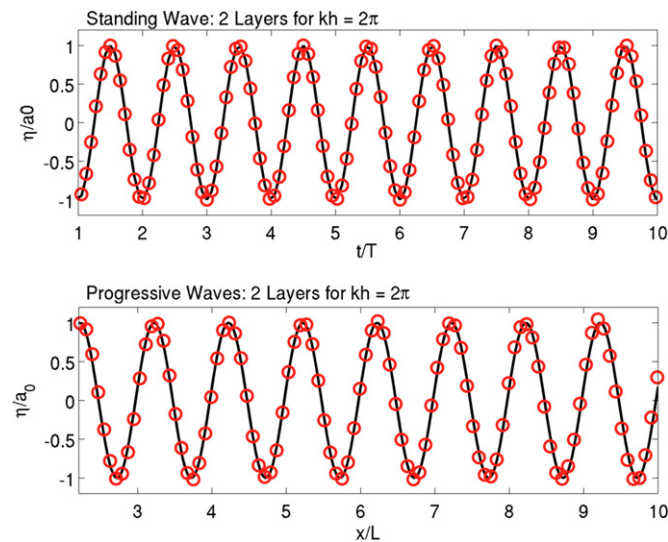 Standing Wave: 2 Layers for kh = 2π
1
0.5
0
-0.5
-1
η/a0
1 2 3 4 5 6 7 8 9 10
t/T
Progressive Waves: 2 Layers for kh = 2π
1
0.5
0
-0.5
-1
η/a₀
3 4 5 6 7 8 9 10
x/L